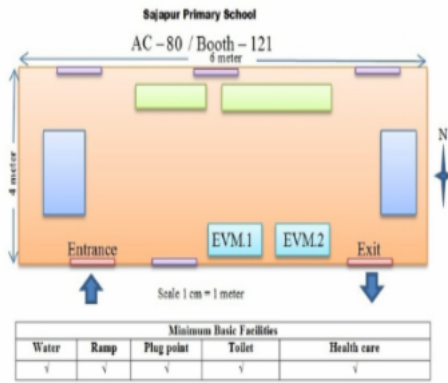 Sajapur Primary School
AC – 80 / Booth – 121
6 meter
4 meter
N
EVM.1 EVM.2
Entrance Exit
Scale 1 cm = 1 meter
Minimum Basic Facilities
Water Ramp Plug point Toilet Health care
√ √ √ √ √